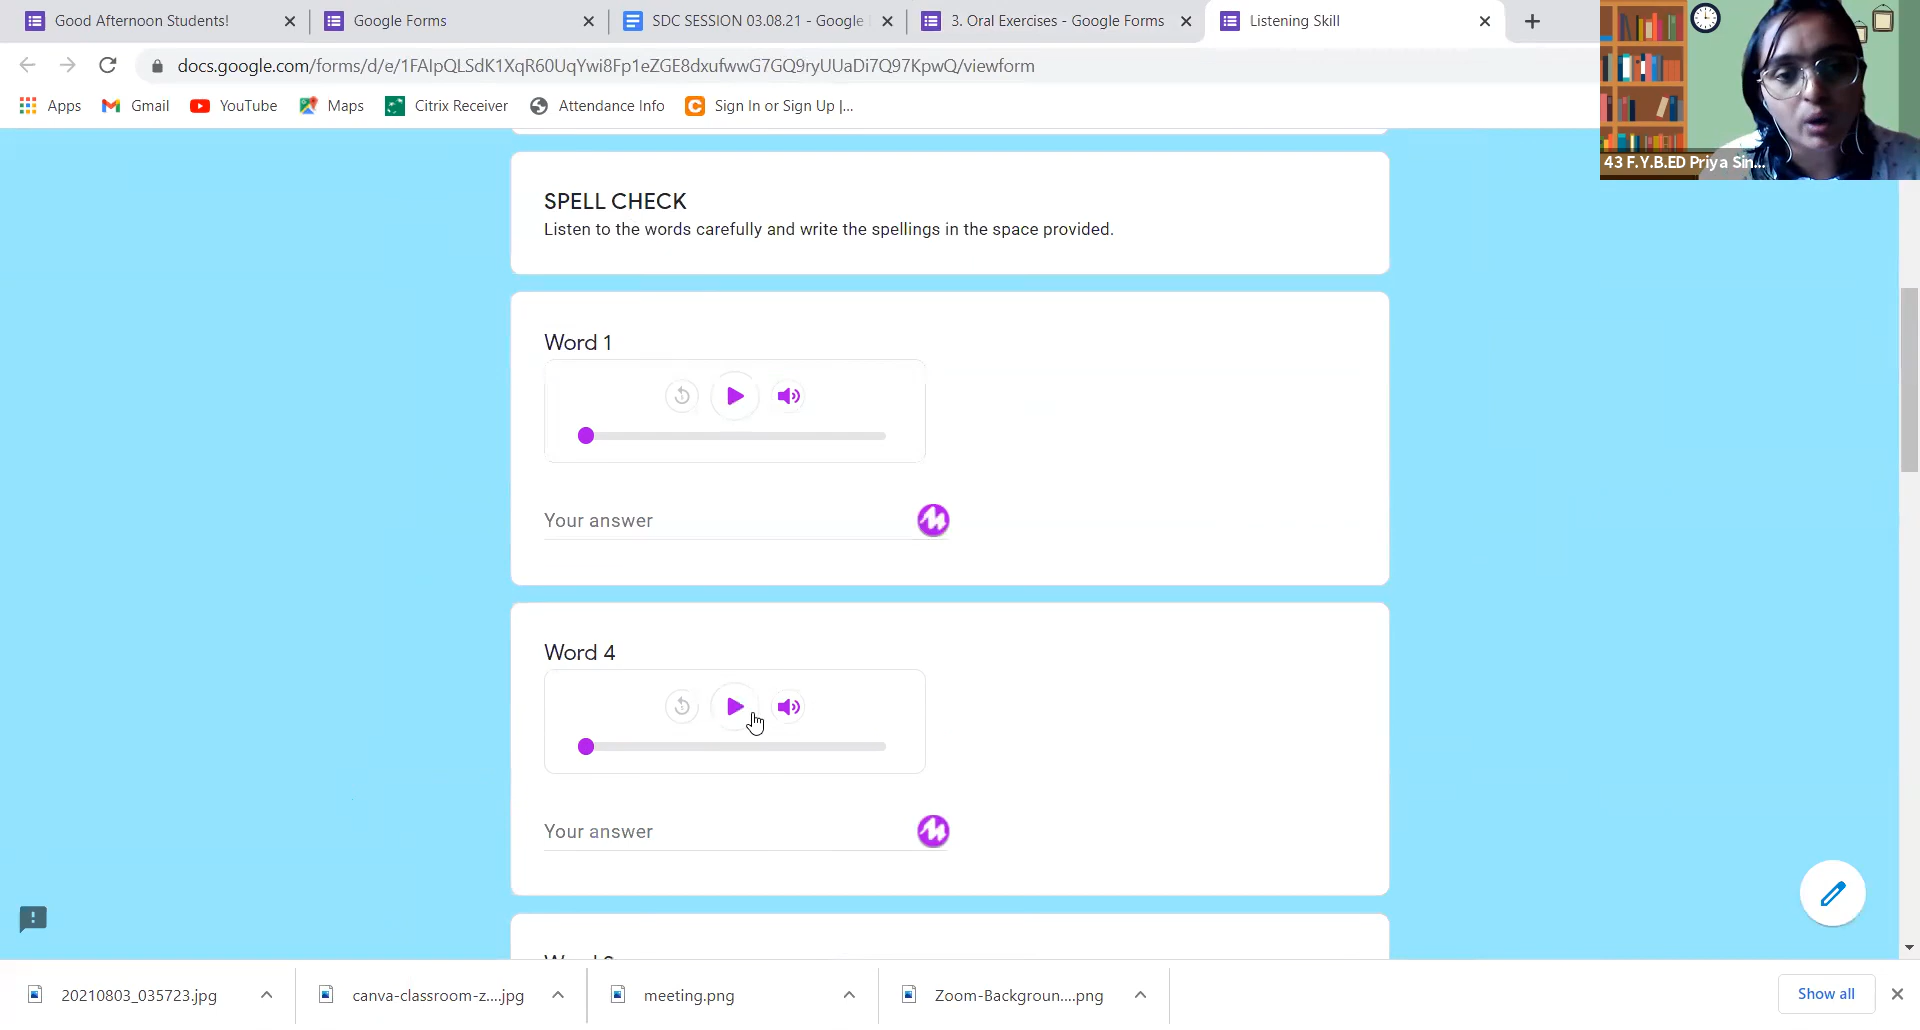 Good Afternoon Students!
Google Forms
SDC SESSION 03.08.21 - Google
3. Oral Exercises - Google Forms
Listening Skill
docs.google.com/forms/d/e/1FAIpQLSdK1XqR60UqYwi8Fp1eZGE8dxufwwG7GQ9ryUUaDi7Q97KpwQ/viewform
Apps
Gmail
YouTube
Maps
Citrix Receiver
Attendance Info
Sign In or Sign Up |...
43 F.Y.B.ED Priya Sin...
SPELL CHECK
Listen to the words carefully and write the spellings in the space provided.
Word 1
Your answer
Word 4
Your answer
20210803_035723.jpg
canva-classroom-z....jpg
meeting.png
Zoom-Backgroun....png
Show all